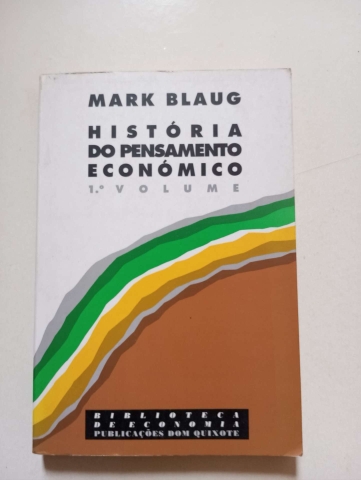 MARK BLAUG
HISTÓRIA
DO PENSAMENTO
ECONÓMICO
1.º VOLUME
BIBLIOTECA
DE ECONOMIA
PUBLICAÇÕES DOM QUIXOTE